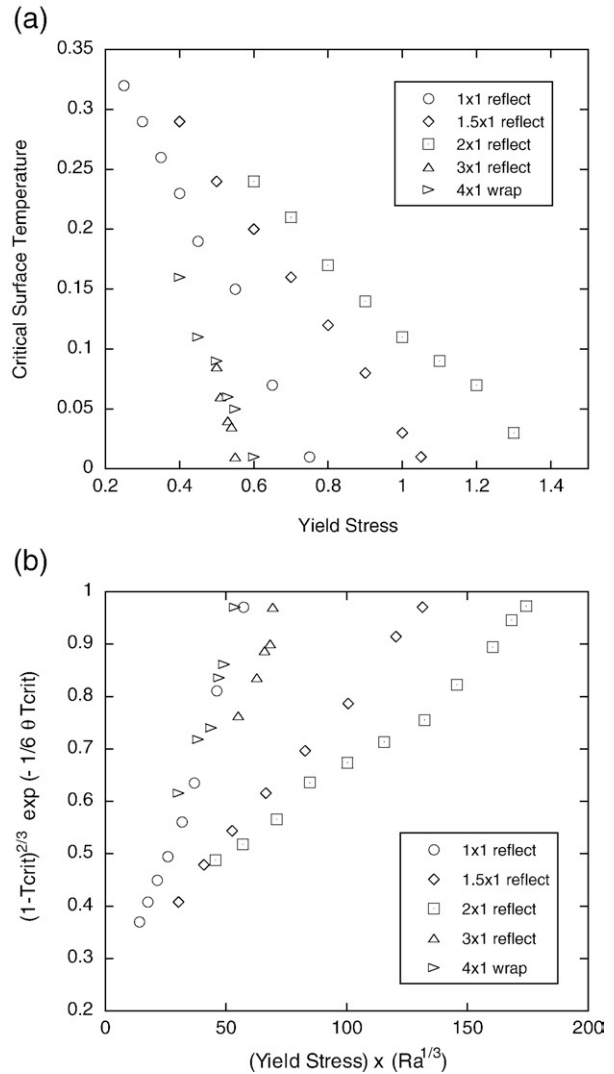 (a)
0.35
0.3
0.25
0.2
0.15
0.1
0.05
0
Critical Surface Temperature
1x1 reflect
1.5x1 reflect
2x1 reflect
3x1 reflect
4x1 wrap
0.2 0.4 0.6 0.8 1 1.2 1.4
Yield Stress
(b)
1
0.9
0.8
0.7
0.6
0.5
0.4
0.3
0.2
(1-Tcrit)^2/3 exp (- 1/6 θ Tcrit)
1x1 reflect
1.5x1 reflect
2x1 reflect
3x1 reflect
4x1 wrap
0 50 100 150 200
(Yield Stress) x (Ra^1/3)